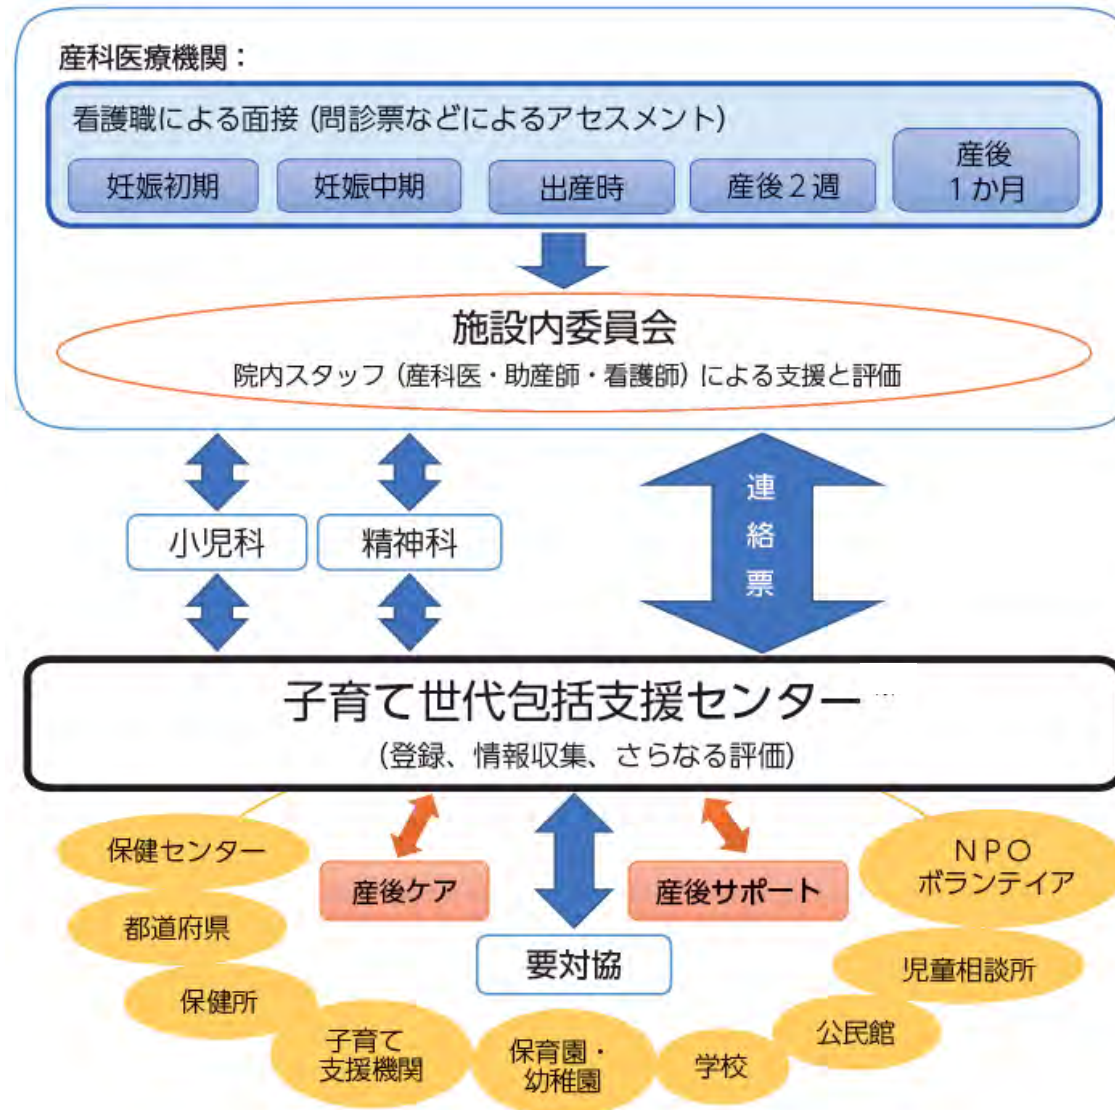 産科医療機関：
看護職による面接（問診票などによるアセスメント）
妊娠初期
妊娠中期
出産時
産後２週
産後
１か月
施設内委員会
院内スタッフ（産科医・助産師・看護師）による支援と評価
連絡票
小児科
精神科
子育て世代包括支援センター
（登録、情報収集、さらなる評価）
保健センター
産後ケア
産後サポート
ＮＰＯ
ボランテイア
都道府県
要対協
児童相談所
保健所
公民館
子育て
支援機関
保育園・
幼稚園
学校